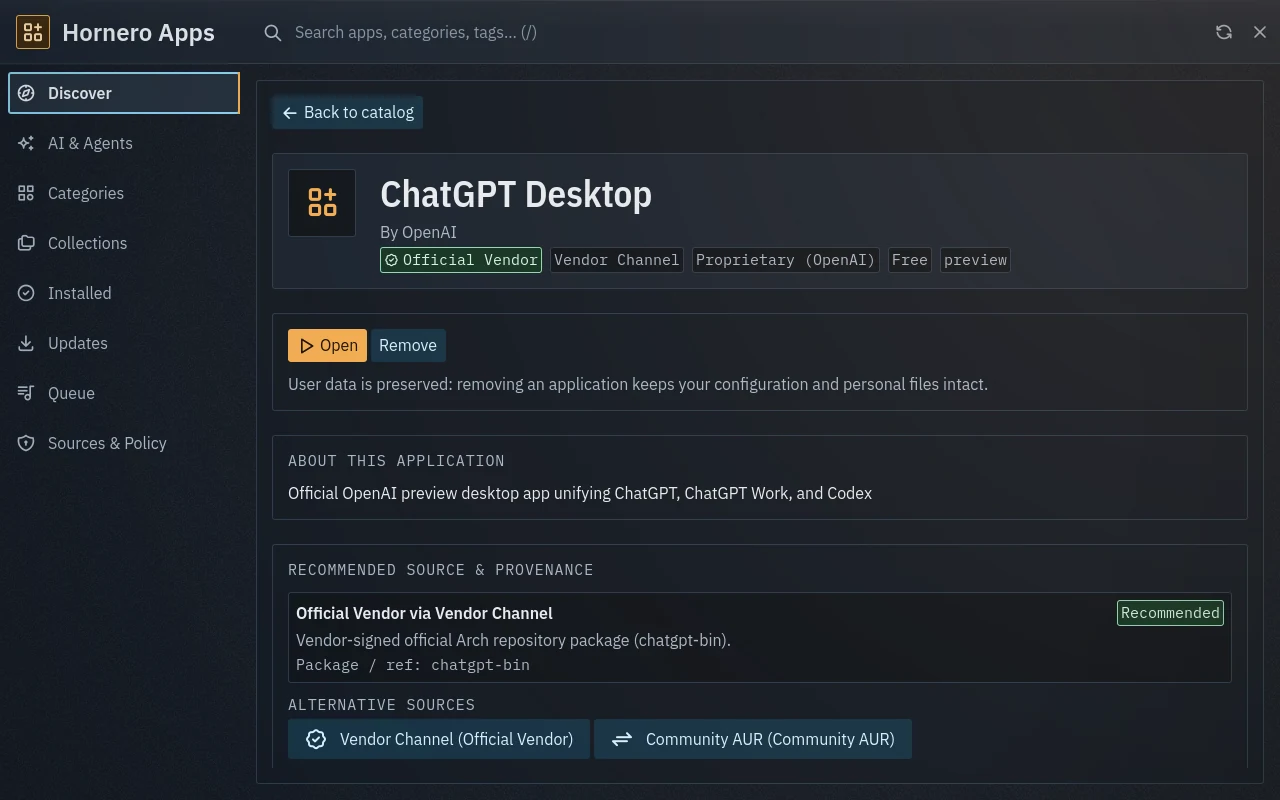 Hornero Apps
Search apps, categories, tags... (/)
Discover
AI & Agents
Categories
Collections
Installed
Updates
Queue
Sources & Policy
Back to catalog
ChatGPT Desktop
By OpenAI
Official Vendor
Vendor Channel
Proprietary (OpenAI)
Free
preview
Open
Remove
User data is preserved: removing an application keeps your configuration and personal files intact.
ABOUT THIS APPLICATION
Official OpenAI preview desktop app unifying ChatGPT, ChatGPT Work, and Codex
RECOMMENDED SOURCE & PROVENANCE
Official Vendor via Vendor Channel
Recommended
Vendor-signed official Arch repository package (chatgpt-bin).
Package / ref: chatgpt-bin
ALTERNATIVE SOURCES
Vendor Channel (Official Vendor)
Community AUR (Community AUR)